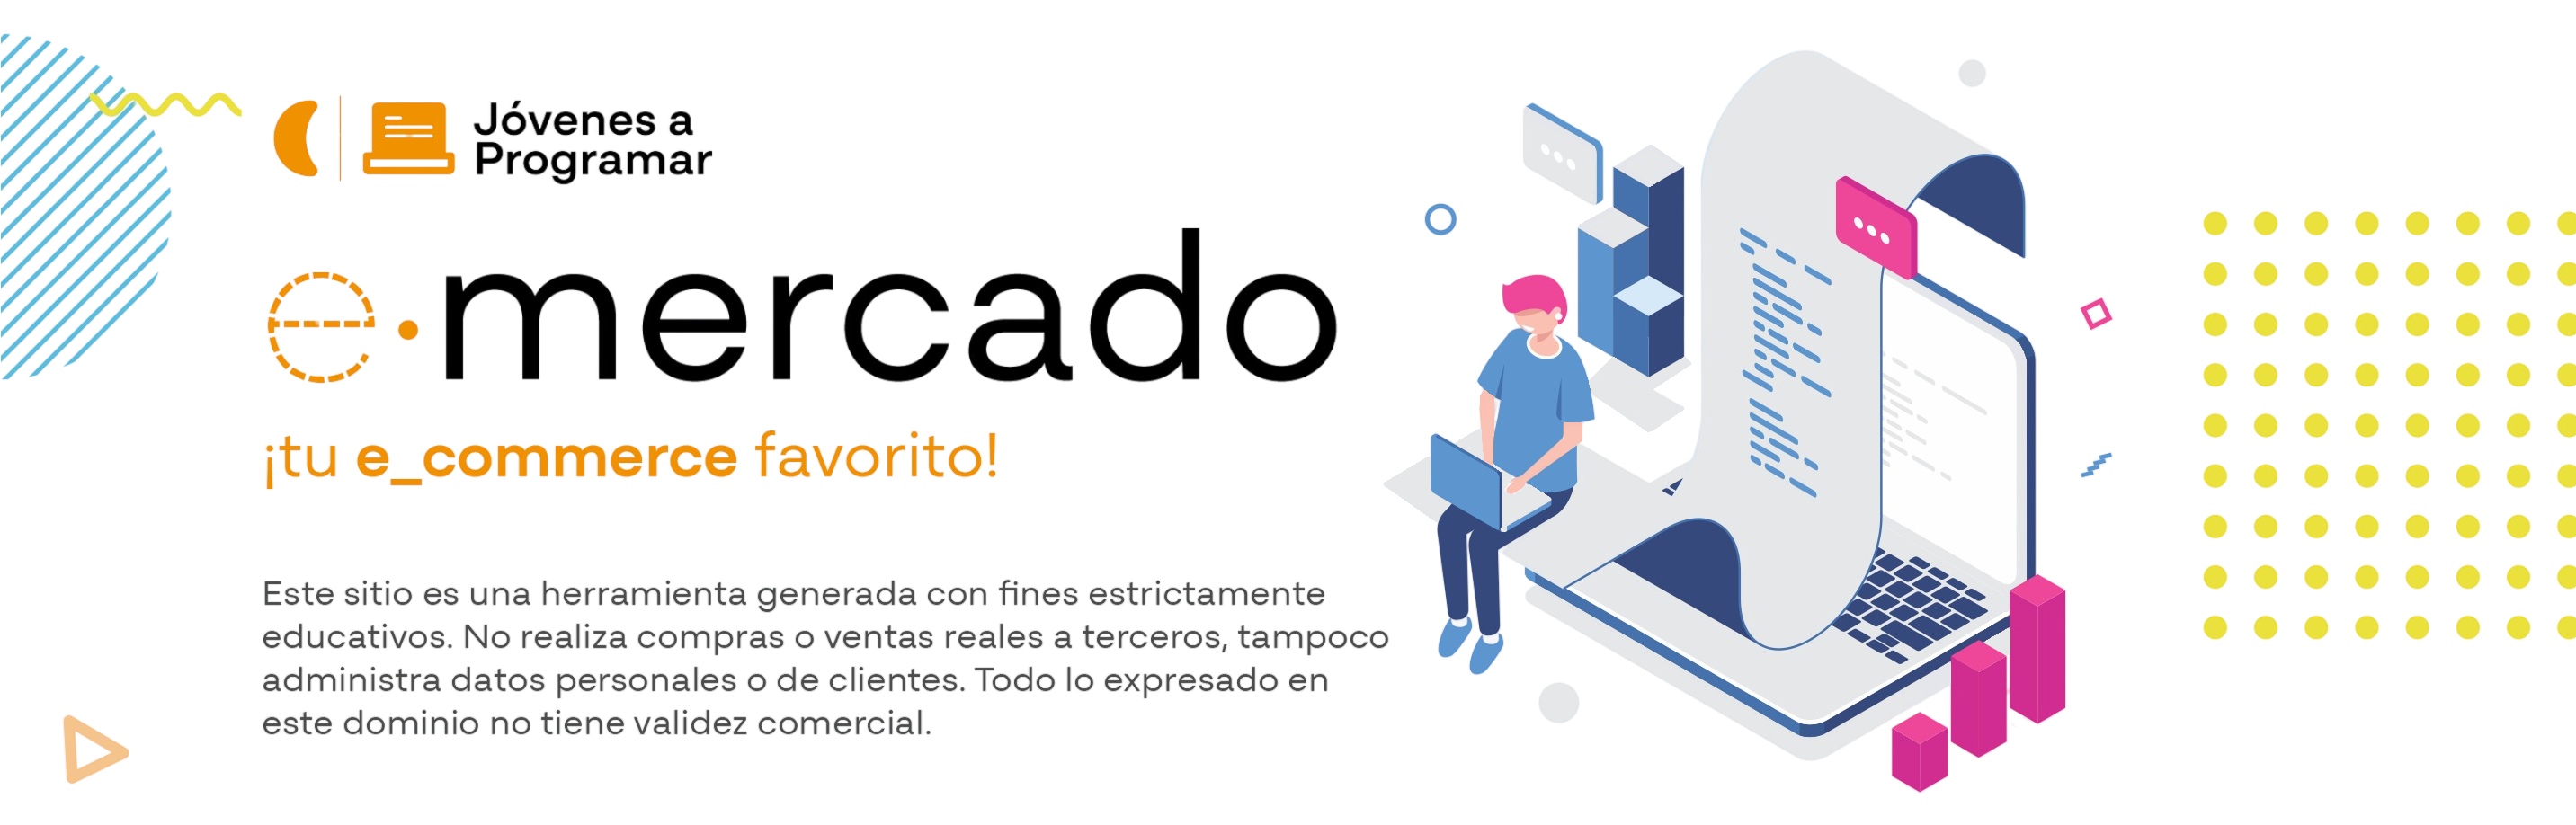 Jóvenes a
Programar
e·mercado
¡tu e_commerce favorito!
Este sitio es una herramienta generada con fines estrictamente
educativos. No realiza compras o ventas reales a terceros, tampoco
administra datos personales o de clientes. Todo lo expresado en
este dominio no tiene validez comercial.